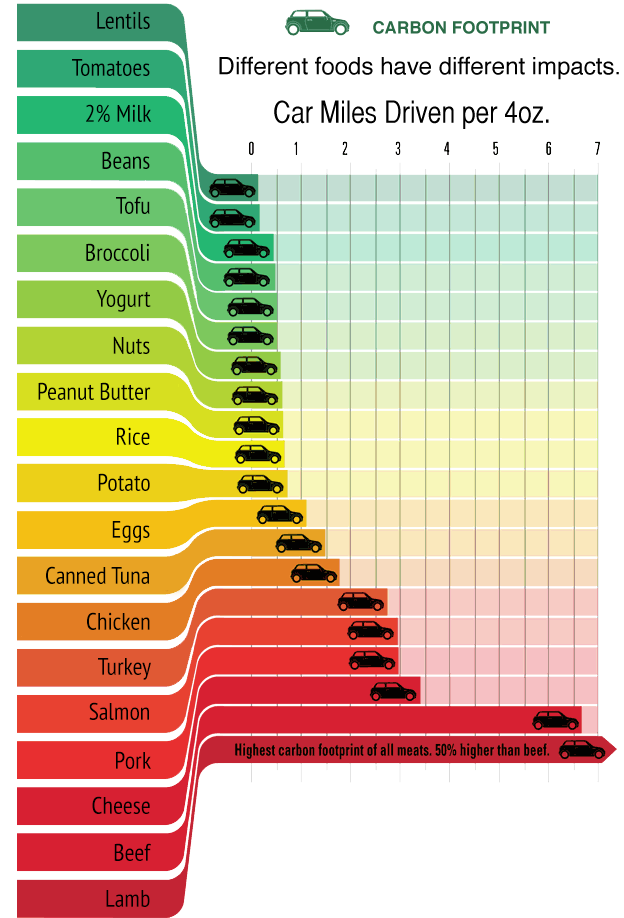 CARBON FOOTPRINT
Different foods have different impacts.
Car Miles Driven per 4oz.
0 1 2 3 4 5 6 7
Lentils
Tomatoes
2% Milk
Beans
Tofu
Broccoli
Yogurt
Nuts
Peanut Butter
Rice
Potato
Eggs
Canned Tuna
Chicken
Turkey
Salmon
Pork
Cheese
Beef
Lamb
Highest carbon footprint of all meats. 50% higher than beef.